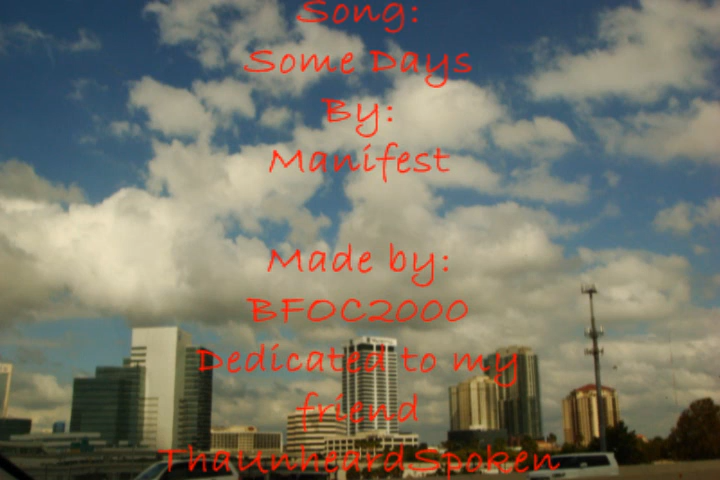 Song:
Some Days
By:
Manifest
Made by:
BFOC2000
Dedicated to my
friend
ThaUnheardSpoken